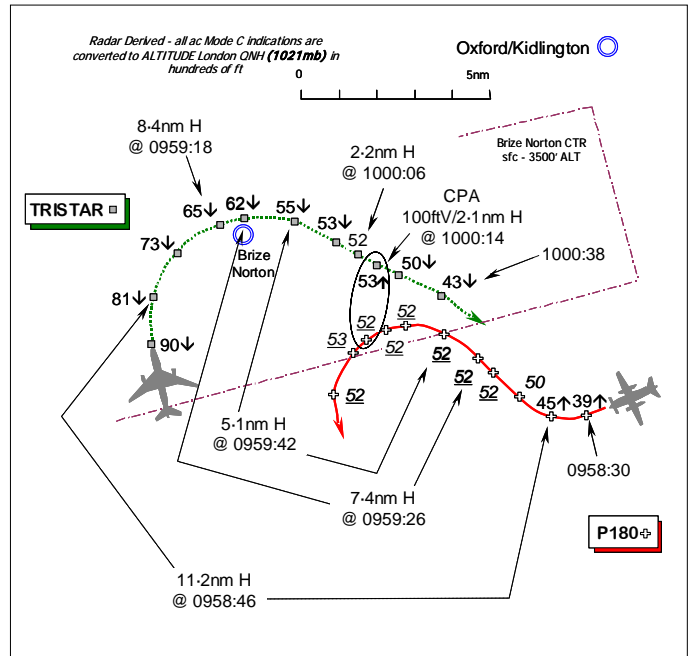 Radar Derived - all ac Mode C indications are
converted to ALTITUDE London QNH (1021mb) in
hundreds of ft
Oxford/Kidlington
0
5nm
8·4nm H
@ 0959:18
2·2nm H
@ 1000:06
Brize Norton CTR
sfc - 3500' ALT
CPA
100ftV/2·1nm H
@ 1000:14
TRISTAR
65↓
62↓
55↓
53↓
52
73↓
Brize
Norton
53↑
50↓
1000:38
43↓
81↓
90↓
53
52
52
52
52
52
52
52
50
45↑
39↑
5·1nm H
@ 0959:42
0958:30
7·4nm H
@ 0959:26
P180
11·2nm H
@ 0958:46